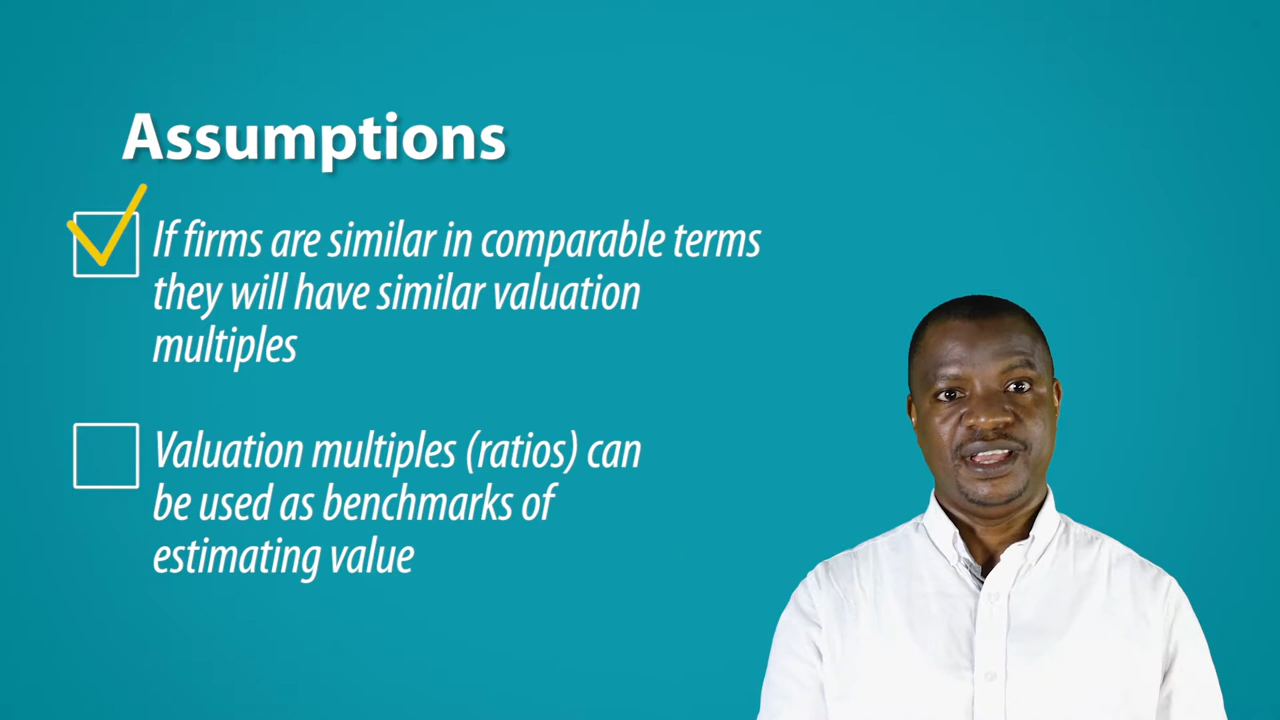 Assumptions
If firms are similar in comparable terms
they will have similar valuation
multiples
Valuation multiples (ratios) can
be used as benchmarks of
estimating value